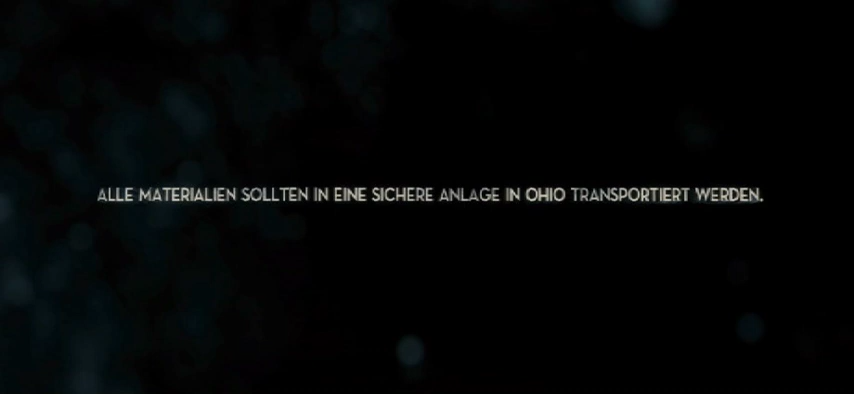 ALLE MATERIALIEN SOLLTEN IN EINE SICHERE ANLAGE IN OHIO TRANSPORTIERT WERDEN.